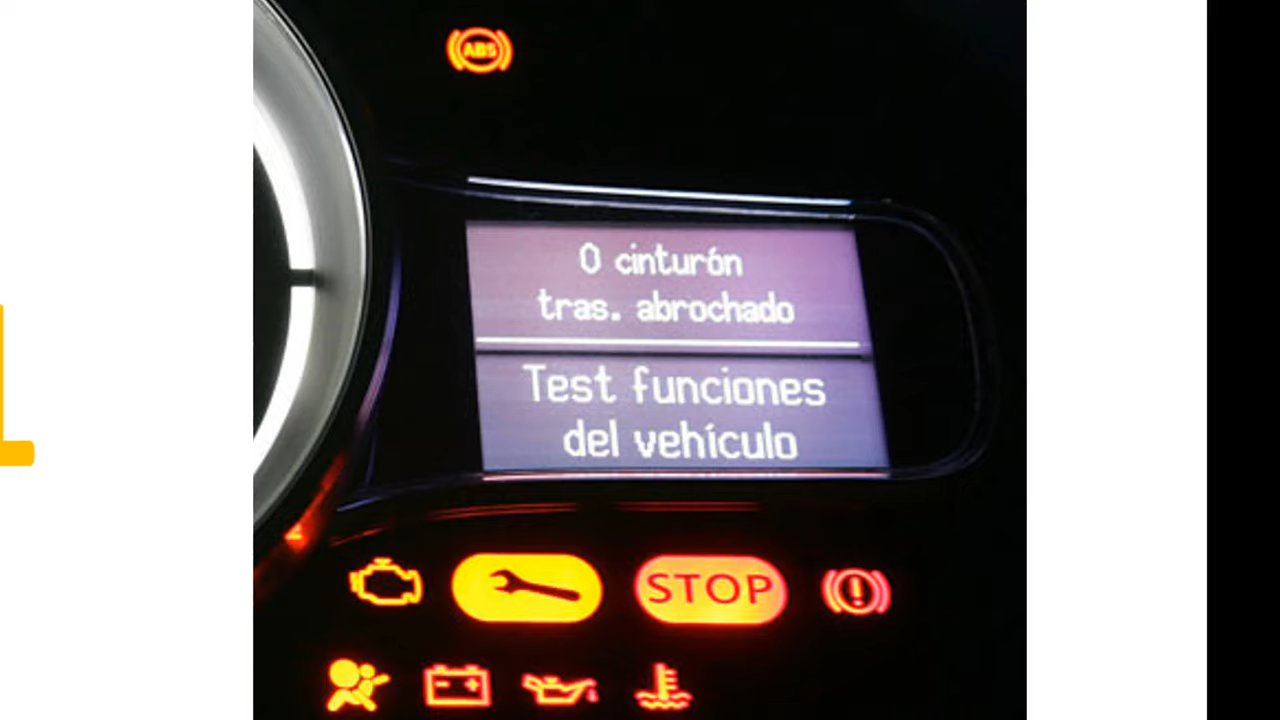 ABS
0 cinturón
tras. abrochado
Test funciones
del vehículo
STOP